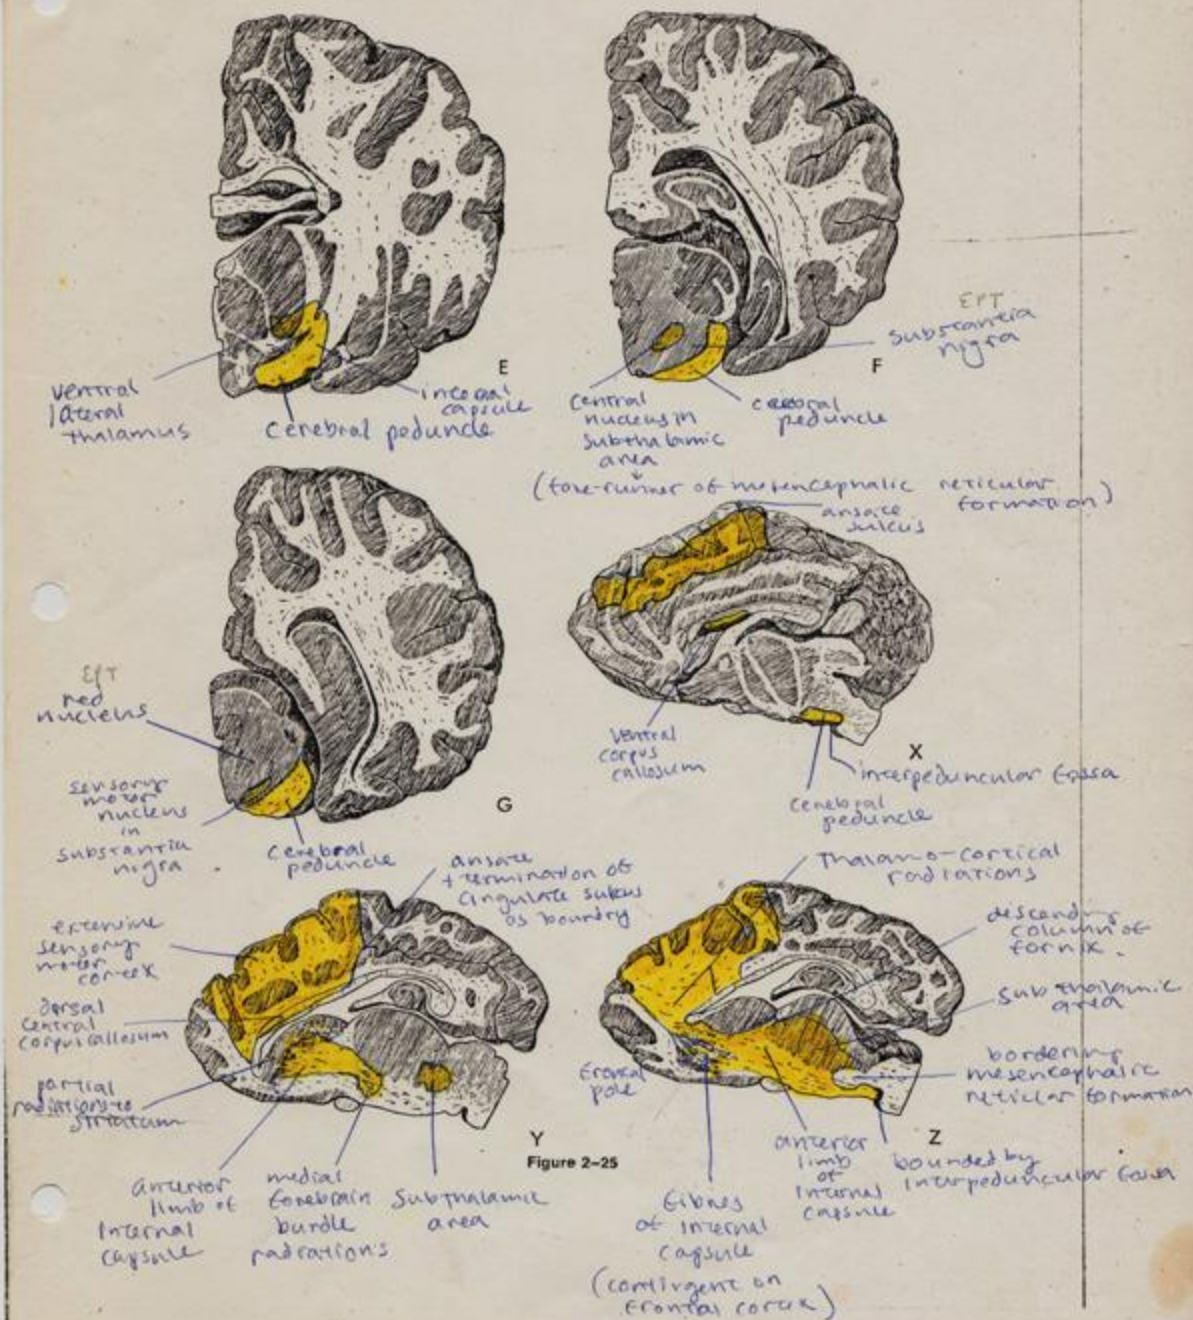 E
ventral
lateral
thalamus
cerebral peduncle
internal
capsule
F
EPT
substantia
nigra
central
nucleus in
subthalamic
area
cerebral
peduncle
(fore-runner of mesencephalic reticular
formation)
ansate
sulcus
G
EPT
red
nucleus
sensory
motor
nucleus
in
substantia
nigra
cerebral
peduncle
X
ventral
corpus
callosum
interpeduncular fossa
cerebral
peduncle
ansate
termination of
cingulate sulcus
as boundry
extensive
sensory
motor
cortex
dorsal
central
corpus callosum
partial
radiations to
striatum
Y
Figure 2–25
anterior
limb of
internal
capsule
medial
forebrain
bundle
radiations
subthalamic
area
Thalamo-cortical
radiations
descending
column of
fornix.
Subthalamic
area
bordering
mesencephalic
reticular formation
frontal
pole
Z
anterior
limb
of
internal
capsule
bounded by
interpeduncular fossa
fibres
of internal
capsule
(contingent on
frontal cortex)